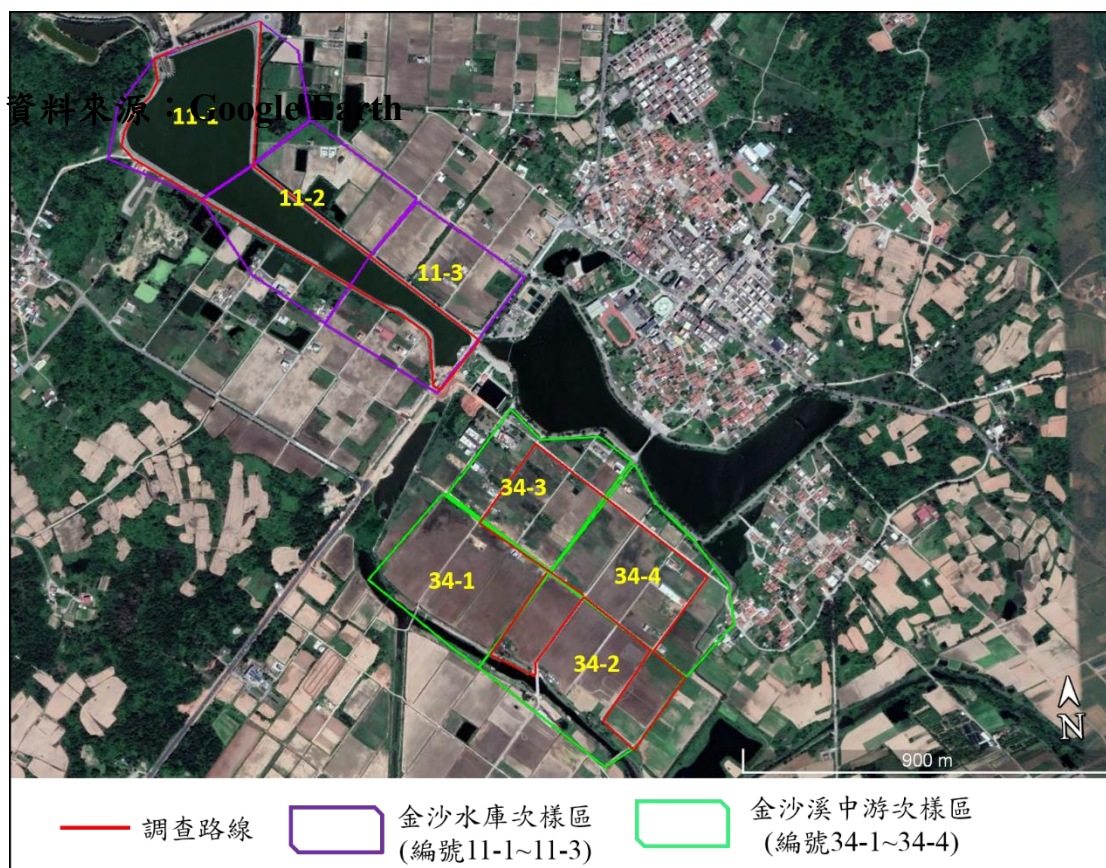 資料來源：Google Earth
11-1
11-2
11-3
34-3
34-1
34-4
34-2
N
900 m
調查路線
金沙水庫次樣區
(編號11-1~11-3)
金沙溪中游次樣區
(編號34-1~34-4)